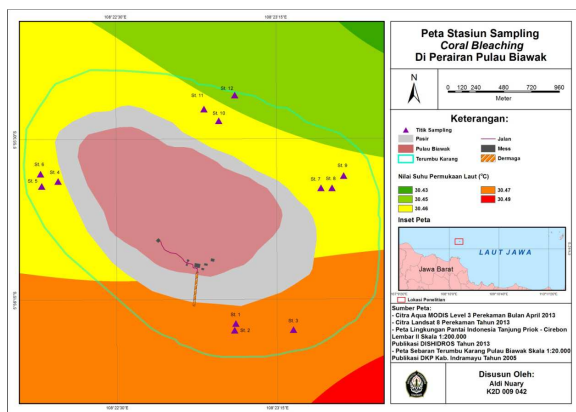 108°22'30"E
108°23'15"E
St. 12
St. 11
St. 10
St. 6
St. 5
St. 4
St. 9
St. 7
St. 8
St. 1
St. 2
St. 3
108°22'30"E
108°23'15"E
Peta Stasiun Sampling
Coral Bleaching
Di Perairan Pulau Biawak
N
0 120 240 480 720 960
Meter
Keterangan:
Titik Sampling
Pasir
Pulau Biawak
Terumbu Karang
Jalan
Mess
Dermaga
Nilai Suhu Permukaan Laut (°C)
30.43
30.45
30.46
30.47
30.49
Inset Peta
LAUT JAWA
Jawa Barat
Lokasi Penelitian
Sumber Peta:
- Citra Aqua MODIS Level 3 Perekaman Bulan April 2013
- Citra Landsat 8 Perekaman Tahun 2013
- Peta Lingkungan Pantai Indonesia Tanjung Priok - Cirebon
Lembar II Skala 1:200.000
Publikasi DISHIDROS Tahun 2013
- Peta Sebaran Terumbu Karang Pulau Biawak Skala 1:20.000
Publikasi DKP Kab. Indramayu Tahun 2005
Disusun Oleh:
Aldi Nuary
K2D 009 042